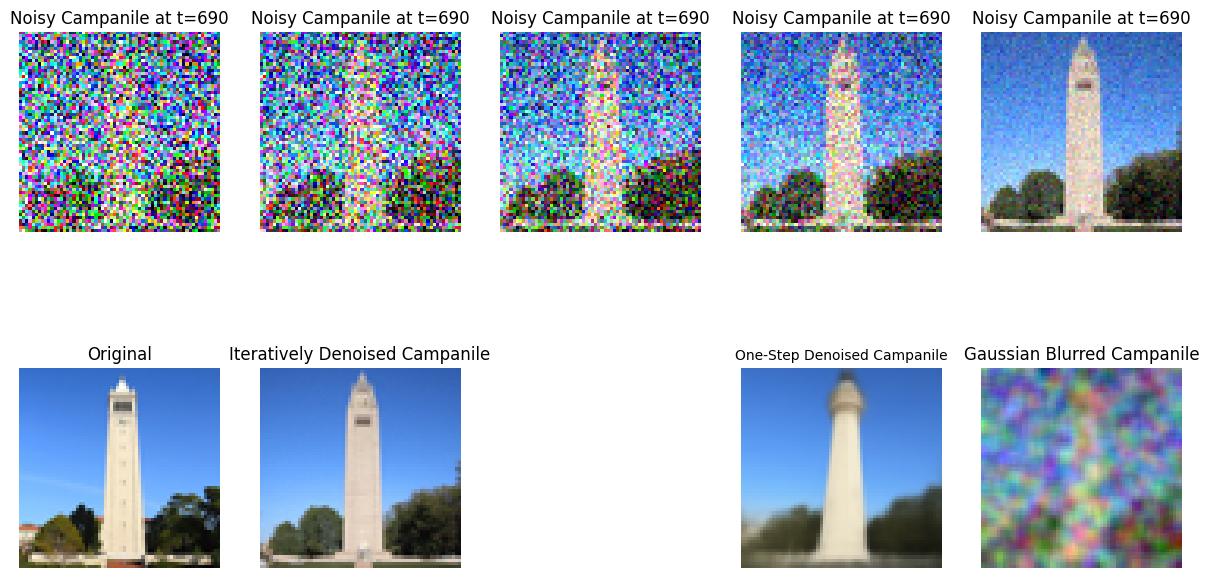 Noisy Campanile at t=690
Noisy Campanile at t=690
Noisy Campanile at t=690
Noisy Campanile at t=690
Noisy Campanile at t=690
Original
Iteratively Denoised Campanile
One-Step Denoised Campanile
Gaussian Blurred Campanile